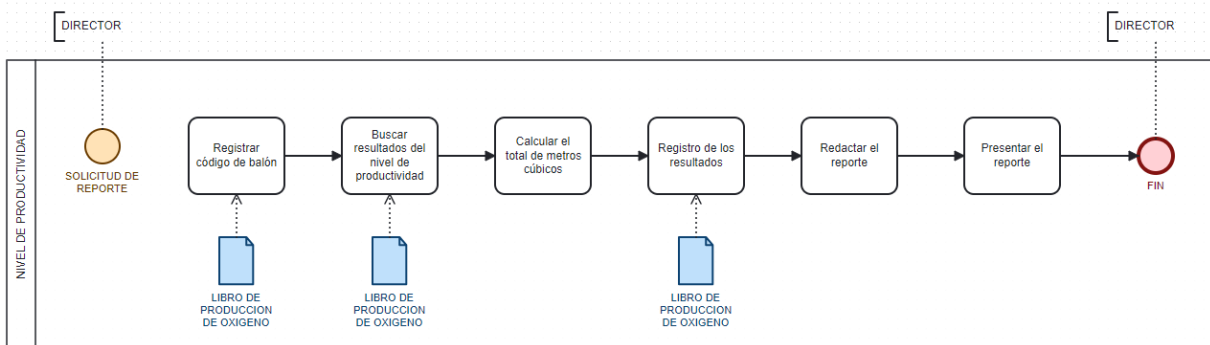 DIRECTOR
DIRECTOR
NIVEL DE PRODUCTIVIDAD
SOLICITUD DE
REPORTE
Registrar
código de balón
Buscar
resultados del
nivel de
productividad
Calcular el
total de metros
cúbicos
Registro de los
resultados
Redactar el
reporte
Presentar el
reporte
FIN
LIBRO DE
PRODUCCION
DE OXIGENO
LIBRO DE
PRODUCCION
DE OXIGENO
LIBRO DE
PRODUCCION
DE OXIGENO